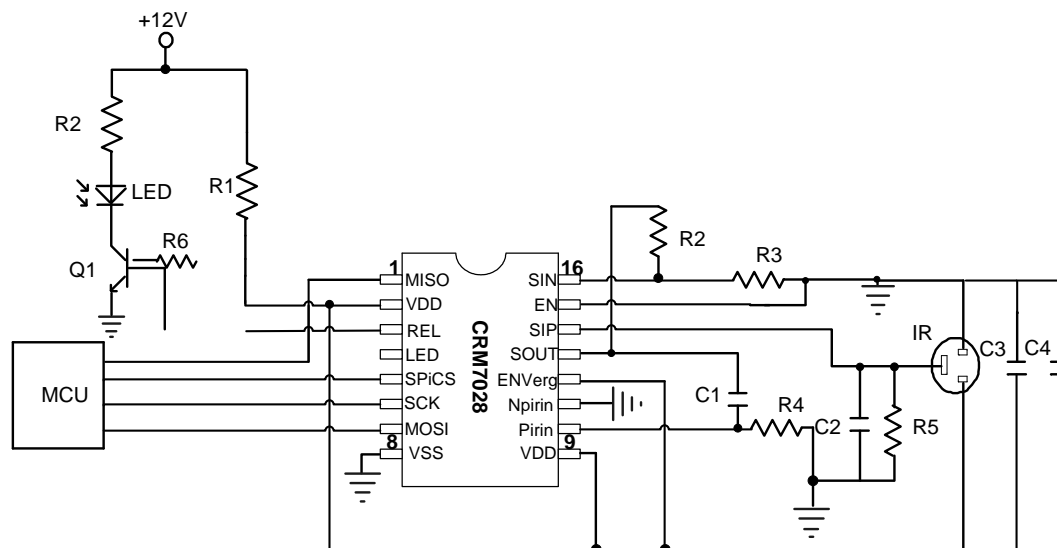 +12V
R2
LED
R1
R6
Q1
MCU
CRM7028
1
MISO
VDD
REL
LED
SPiCS
SCK
MOSI
8
VSS
16
SIN
EN
SIP
SOUT
ENVerg
Npirin
Pirin
9
VDD
R2
R3
C1
R4
C2
R5
IR
C3
C4